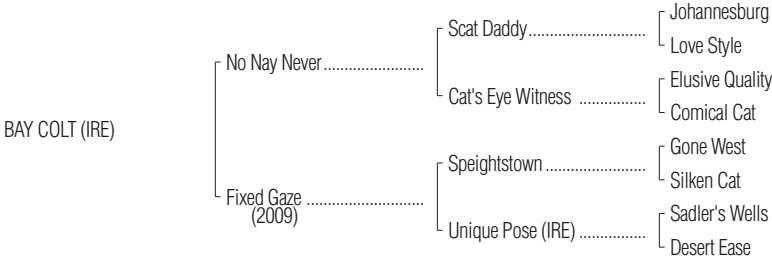 Johannesburg
Scat Daddy
Love Style
No Nay Never
Elusive Quality
Cat's Eye Witness
Comical Cat
BAY COLT (IRE)
Gone West
Speightstown
Silken Cat
Fixed Gaze
(2009)
Sadler's Wells
Unique Pose (IRE)
Desert Ease